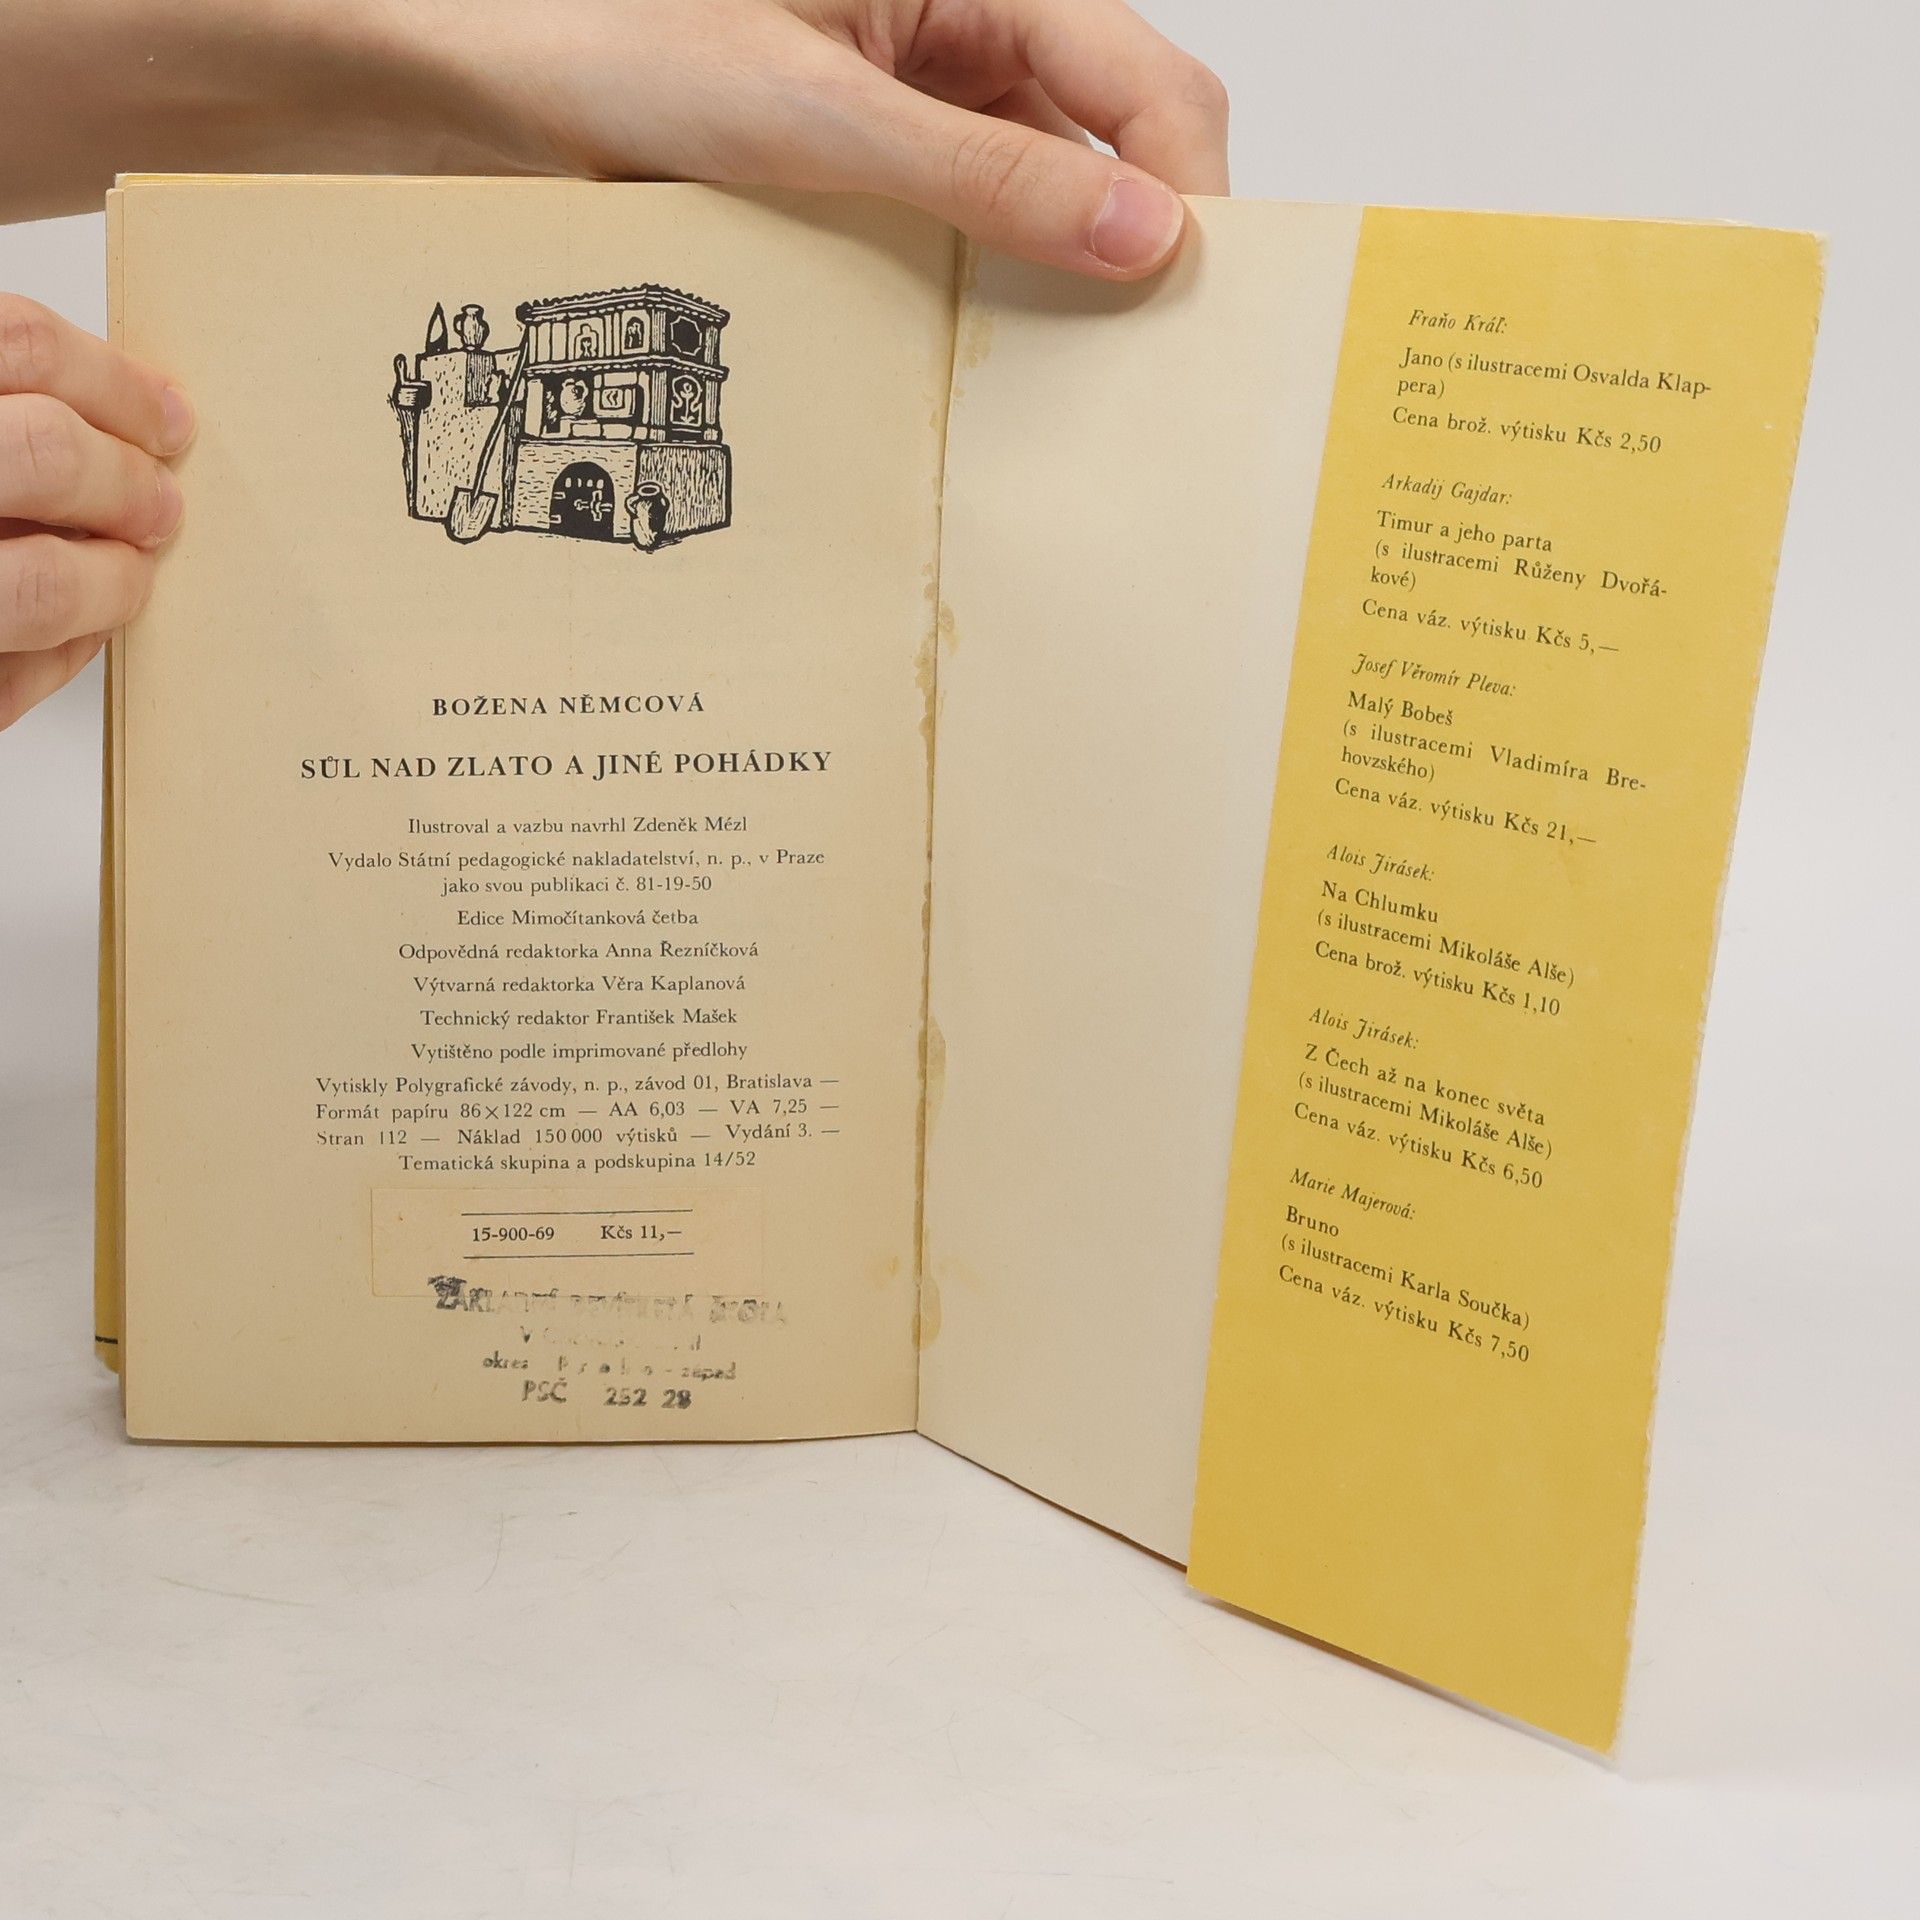 BOŽENA NĚMCOVÁ
SŮL NAD ZLATO A JINÉ POHÁDKY
Ilustroval a vazbu navrhl Zdeněk Mézl
Vydalo Státní pedagogické nakladatelství, n. p., v Praze
jako svou publikaci č. 81-19-50
Edice Mimočítanková četba
Odpovědná redaktorka Anna Řezníčková
Výtvarná redaktorka Věra Kaplanová
Technický redaktor František Mašek
Vytištěno podle imprimované předlohy
Vytiskly Polygrafické závody, n. p., závod 01, Bratislava —
Formát papíru 86×122 cm — AA 6,03 — VA 7,25 —
Stran 112 — Náklad 150 000 výtisků — Vydání 3. —
Tematická skupina a podskupina 14/52
15-900-69 Kčs 11,—
ZÁKLADNÍ DEVÍTILETÁ ŠKOLA
okres Praha - západ
PSČ 252 28
Fraňo Kráľ:
Jano (s ilustracemi Osvalda Klap-
pera)
Cena brož. výtisku Kčs 2,50
Arkadij Gajdar:
Timur a jeho parta
(s ilustracemi Růženy Dvořá-
kové)
Cena váz. výtisku Kčs 5,—
Josef Věromír Pleva:
Malý Bobeš
(s ilustracemi Vladimíra Bre-
hovzského)
Cena váz. výtisku Kčs 21,—
Alois Jirásek:
Na Chlumku
(s ilustracemi Mikoláše Alše)
Cena brož. výtisku Kčs 1,10
Alois Jirásek:
Z Čech až na konec světa
(s ilustracemi Mikoláše Alše)
Cena váz. výtisku Kčs 6,50
Marie Majerová:
Bruno
(s ilustracemi Karla Součka)
Cena váz. výtisku Kčs 7,50